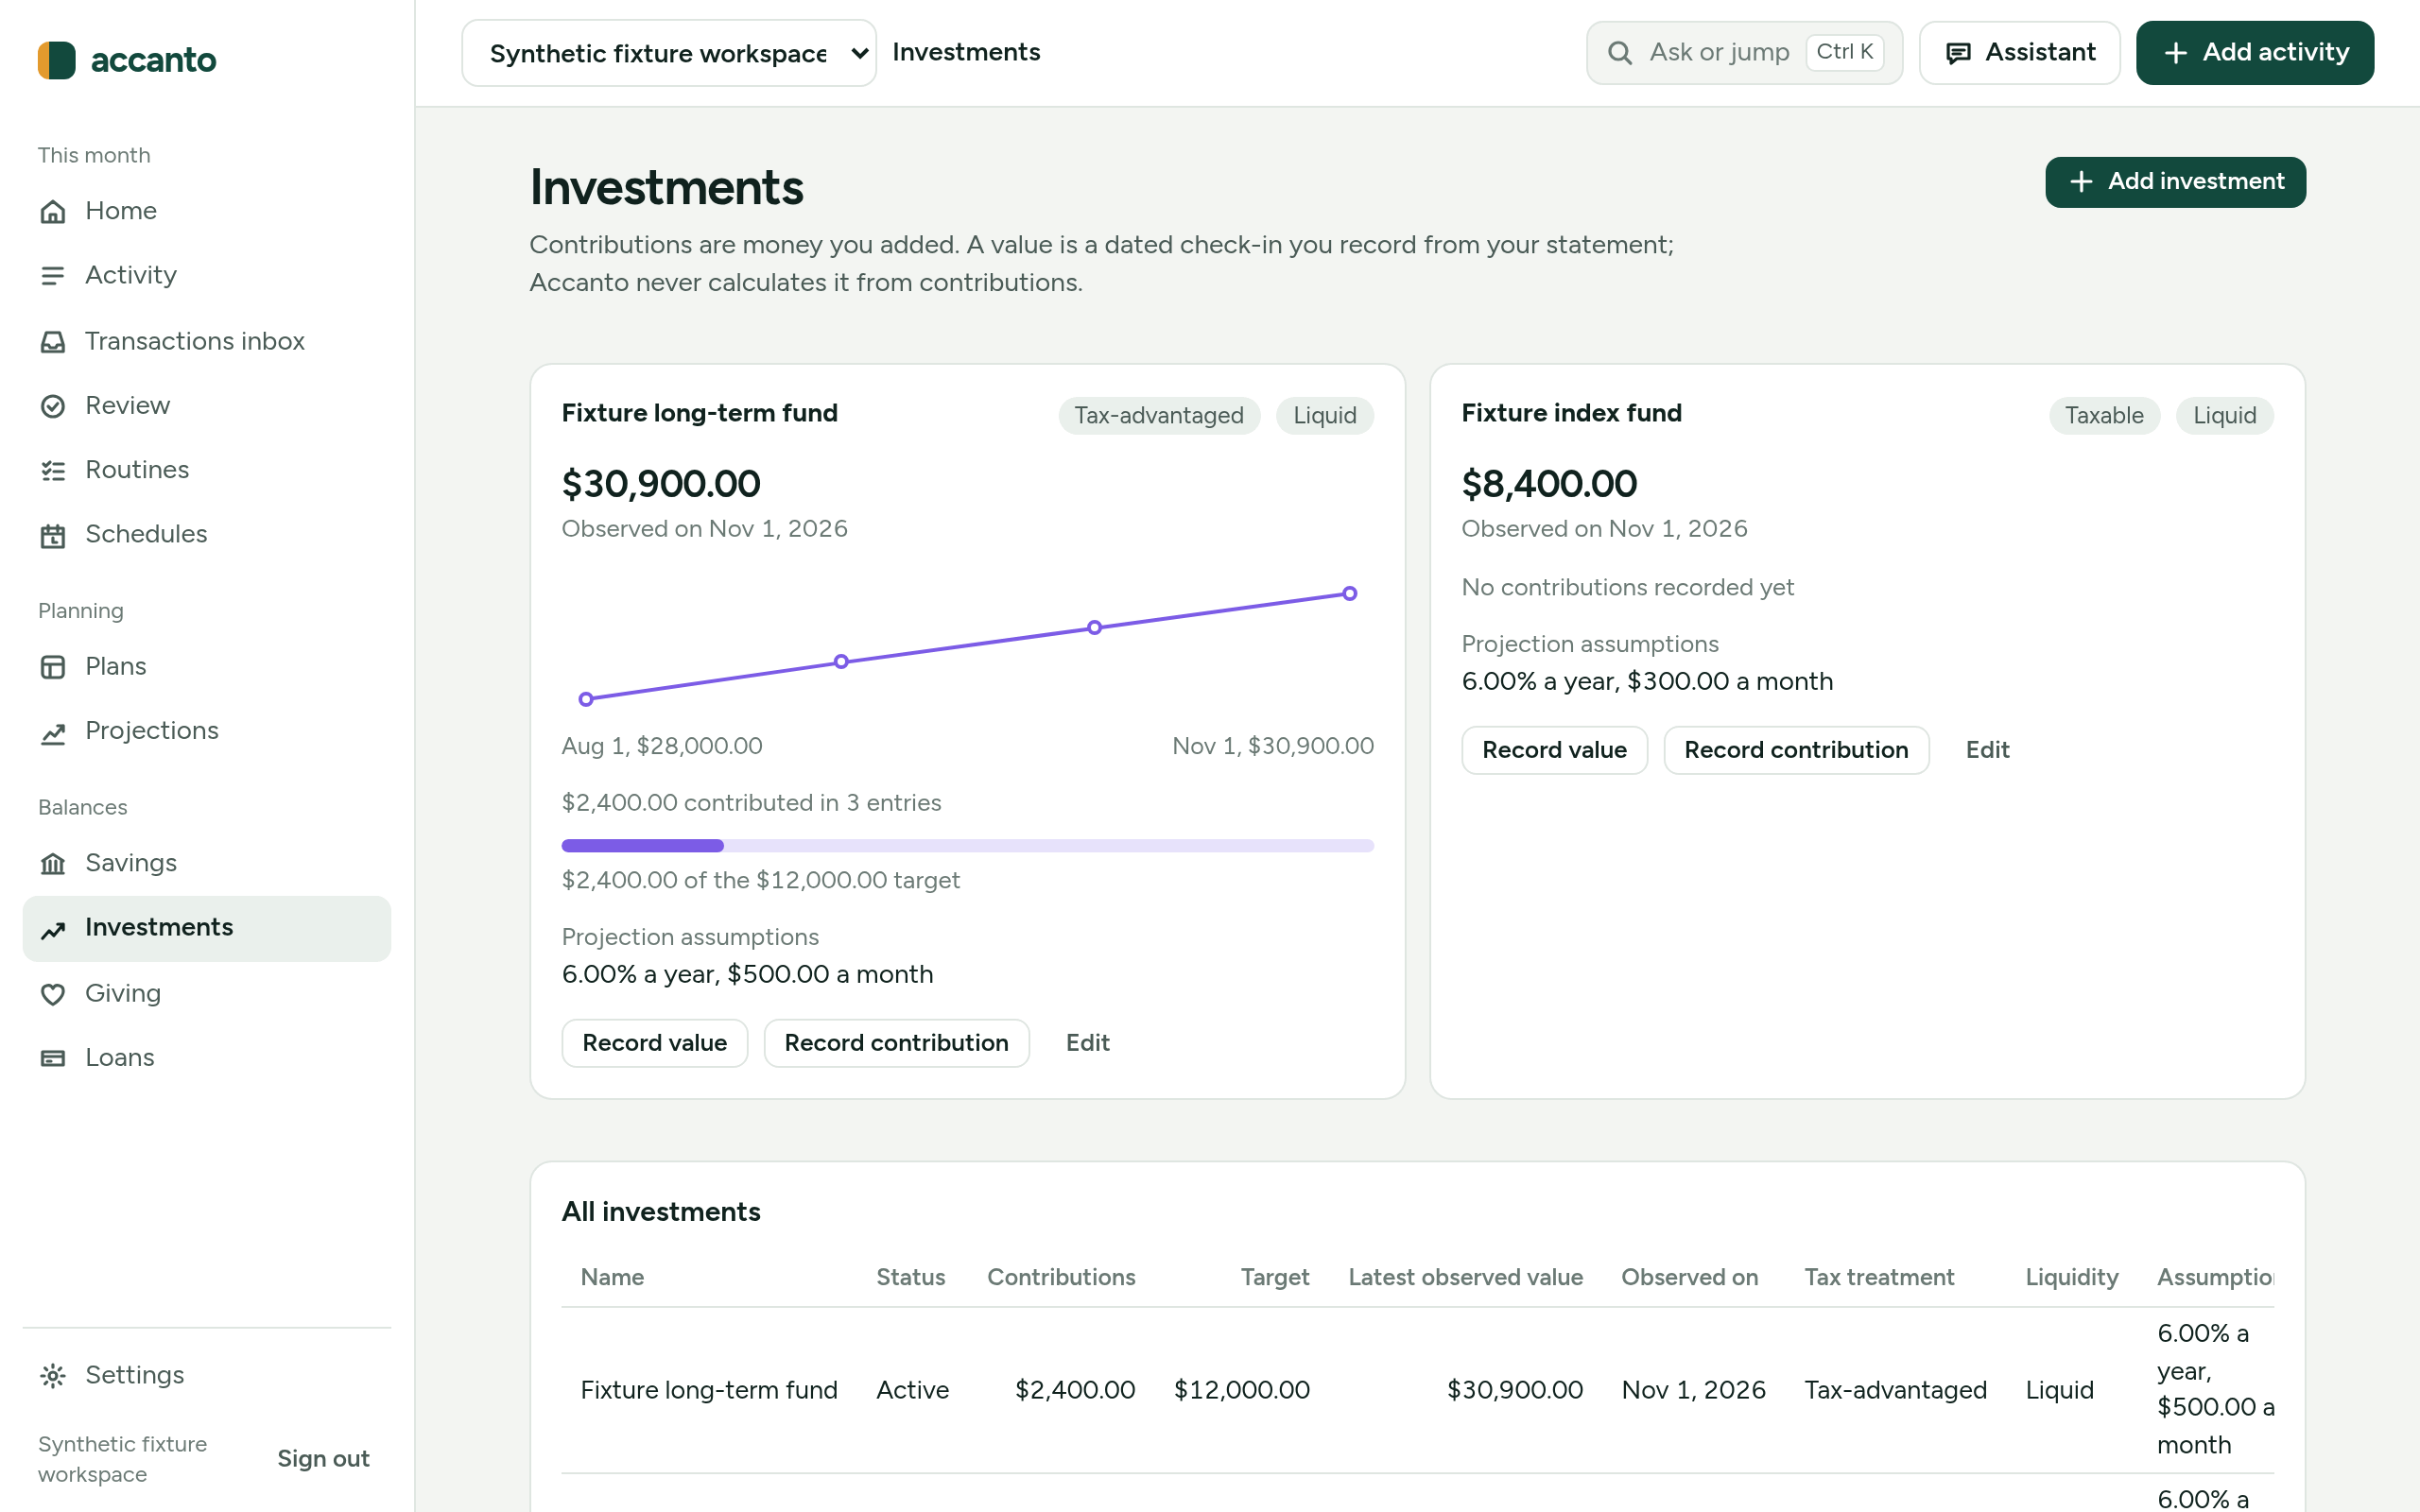 accanto
This month
Home
Activity
Transactions inbox
Review
Routines
Schedules
Planning
Plans
Projections
Balances
Savings
Investments
Giving
Loans
Settings
Synthetic fixture
workspace
Sign out
Synthetic fixture workspace
Investments
Ask or jump
Ctrl K
Assistant
Add activity
Investments
Add investment
Contributions are money you added. A value is a dated check-in you record from your statement;
Accanto never calculates it from contributions.
Fixture long-term fund
Tax-advantaged
Liquid
$30,900.00
Observed on Nov 1, 2026
Aug 1, $28,000.00
Nov 1, $30,900.00
$2,400.00 contributed in 3 entries
$2,400.00 of the $12,000.00 target
Projection assumptions
6.00% a year, $500.00 a month
Record value
Record contribution
Edit
Fixture index fund
Taxable
Liquid
$8,400.00
Observed on Nov 1, 2026
No contributions recorded yet
Projection assumptions
6.00% a year, $300.00 a month
Record value
Record contribution
Edit
All investments
Name Status Contributions Target Latest observed value Observed on Tax treatment Liquidity
Fixture long-term fund Active $2,400.00 $12,000.00 $30,900.00 Nov 1, 2026 Tax-advantaged Liquid
6.00% a
year,
$500.00 a
month
6.00% a